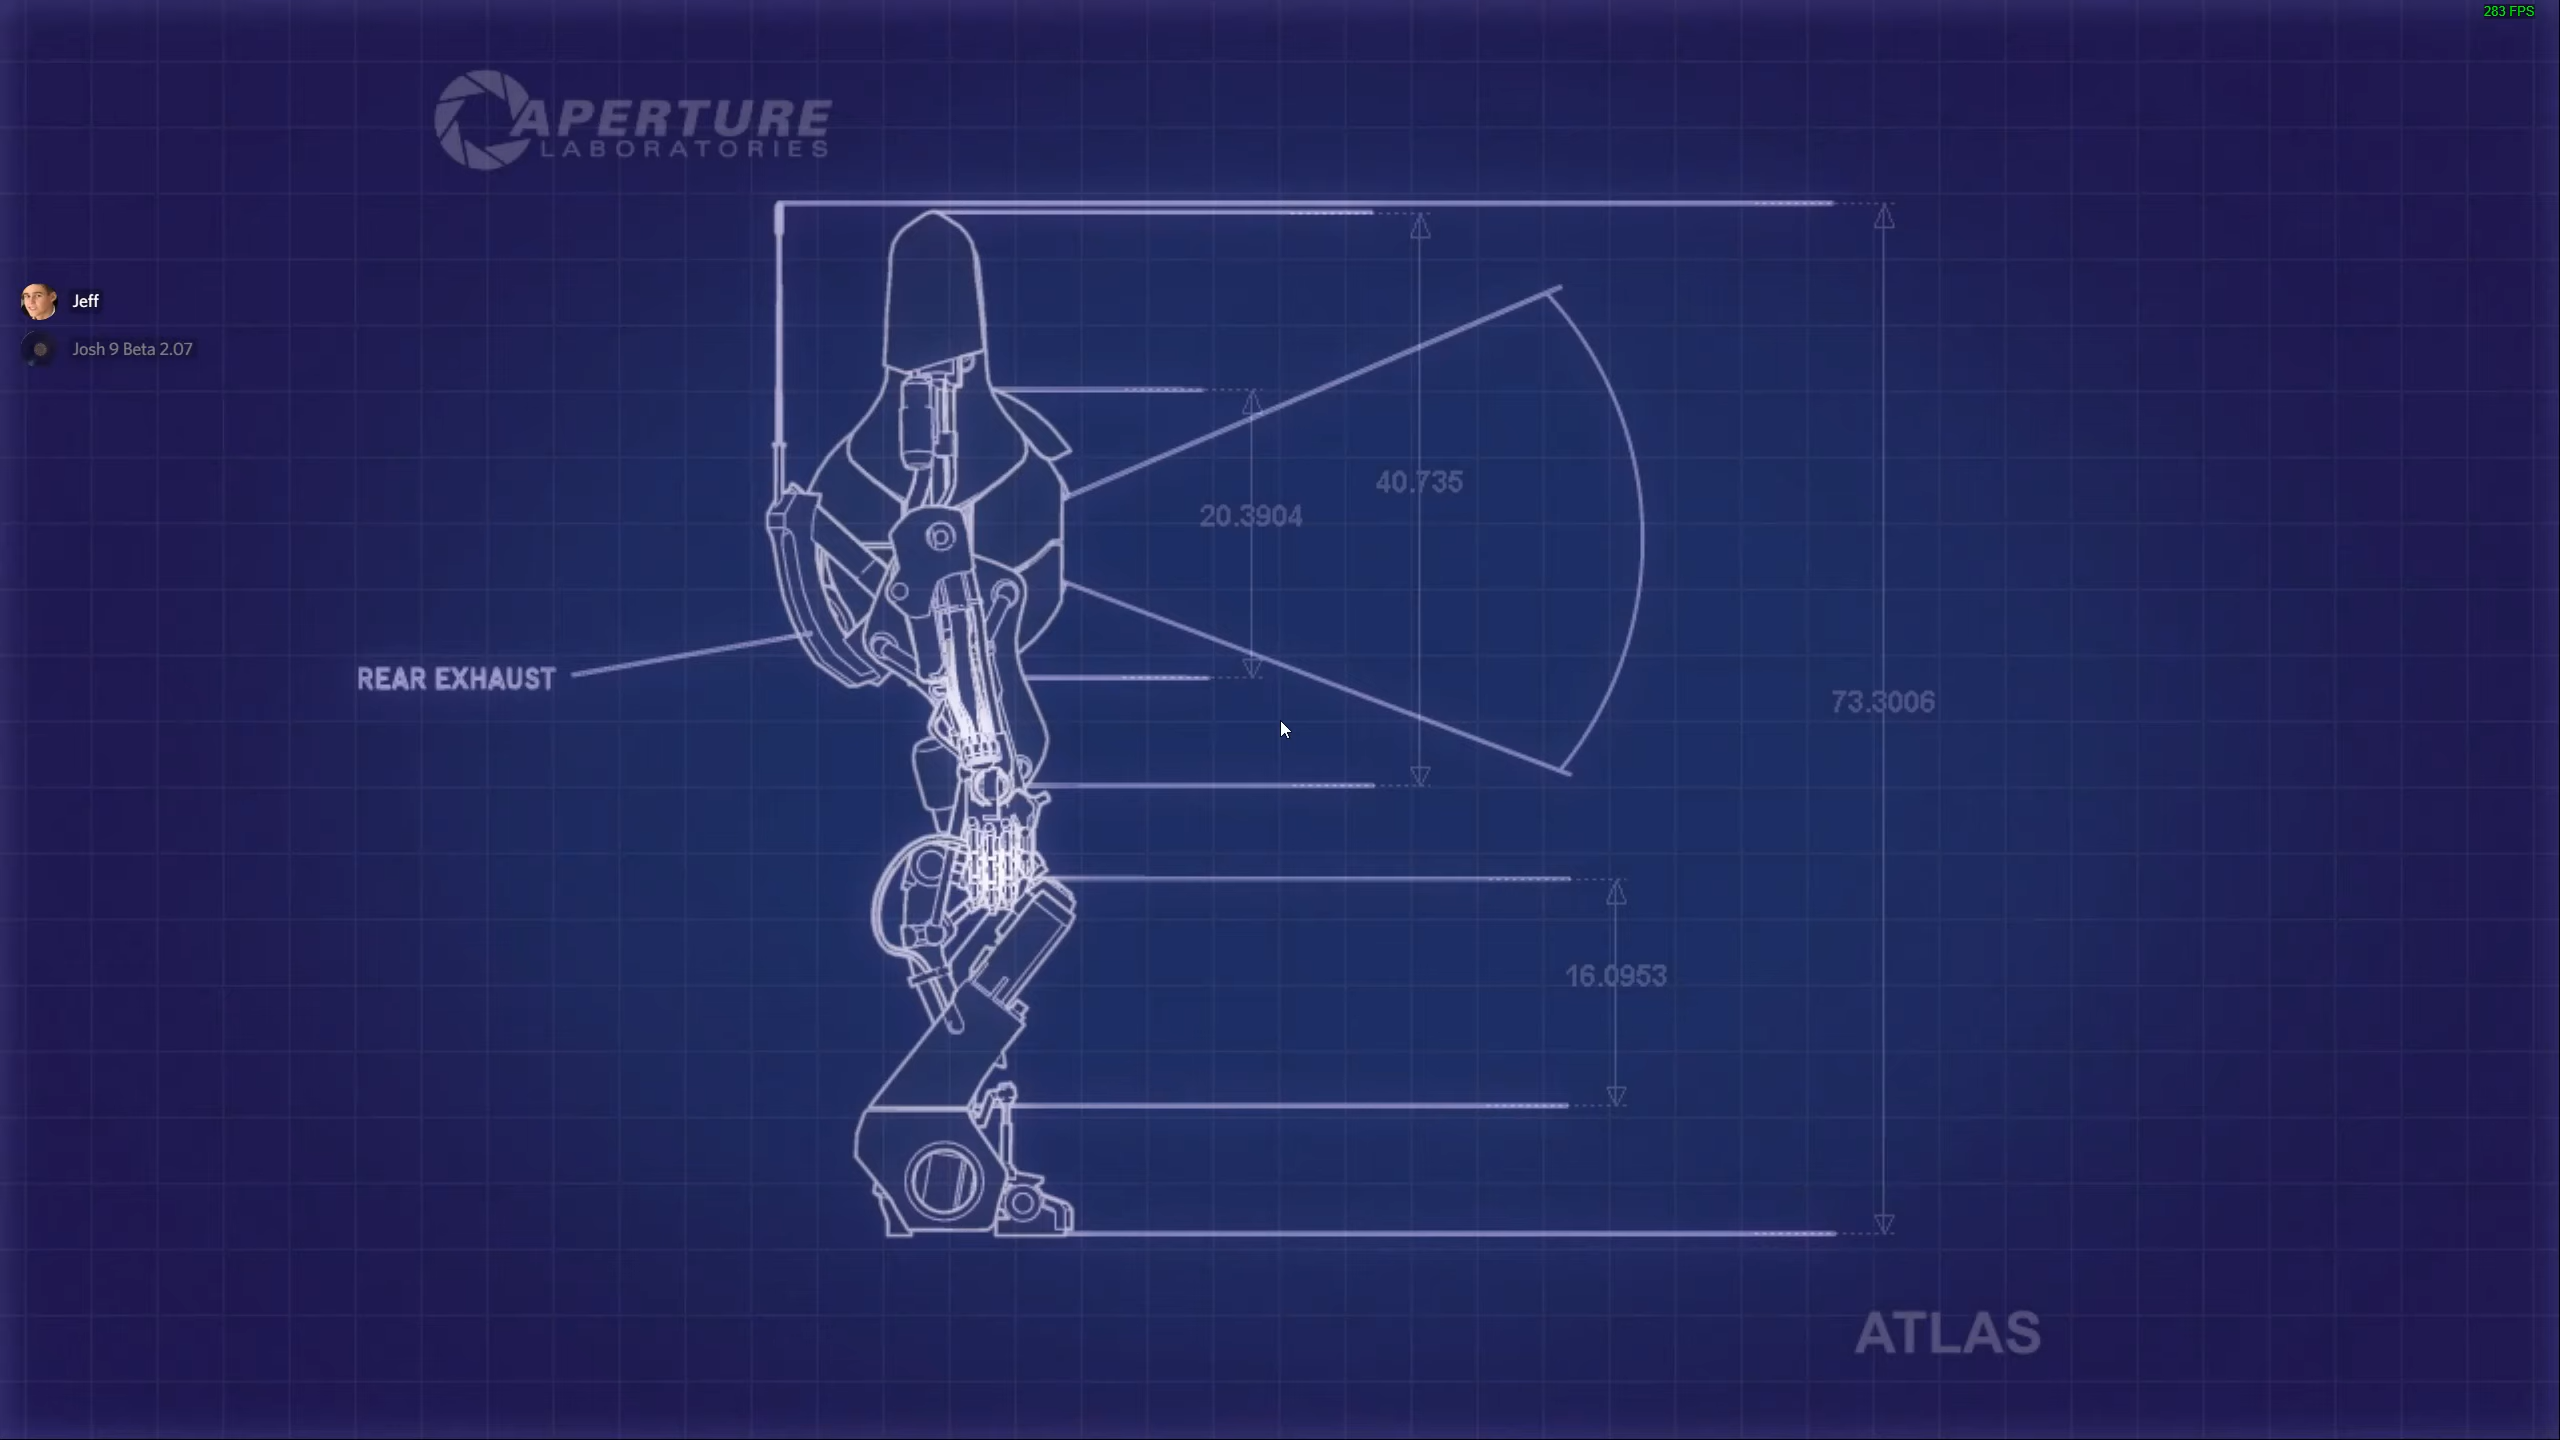 283 FPS
APERTURE
LABORATORIES
Jeff
Josh 9 Beta 2.07
40.735
20.3904
REAR EXHAUST
73.3006
16.0953
ATLAS